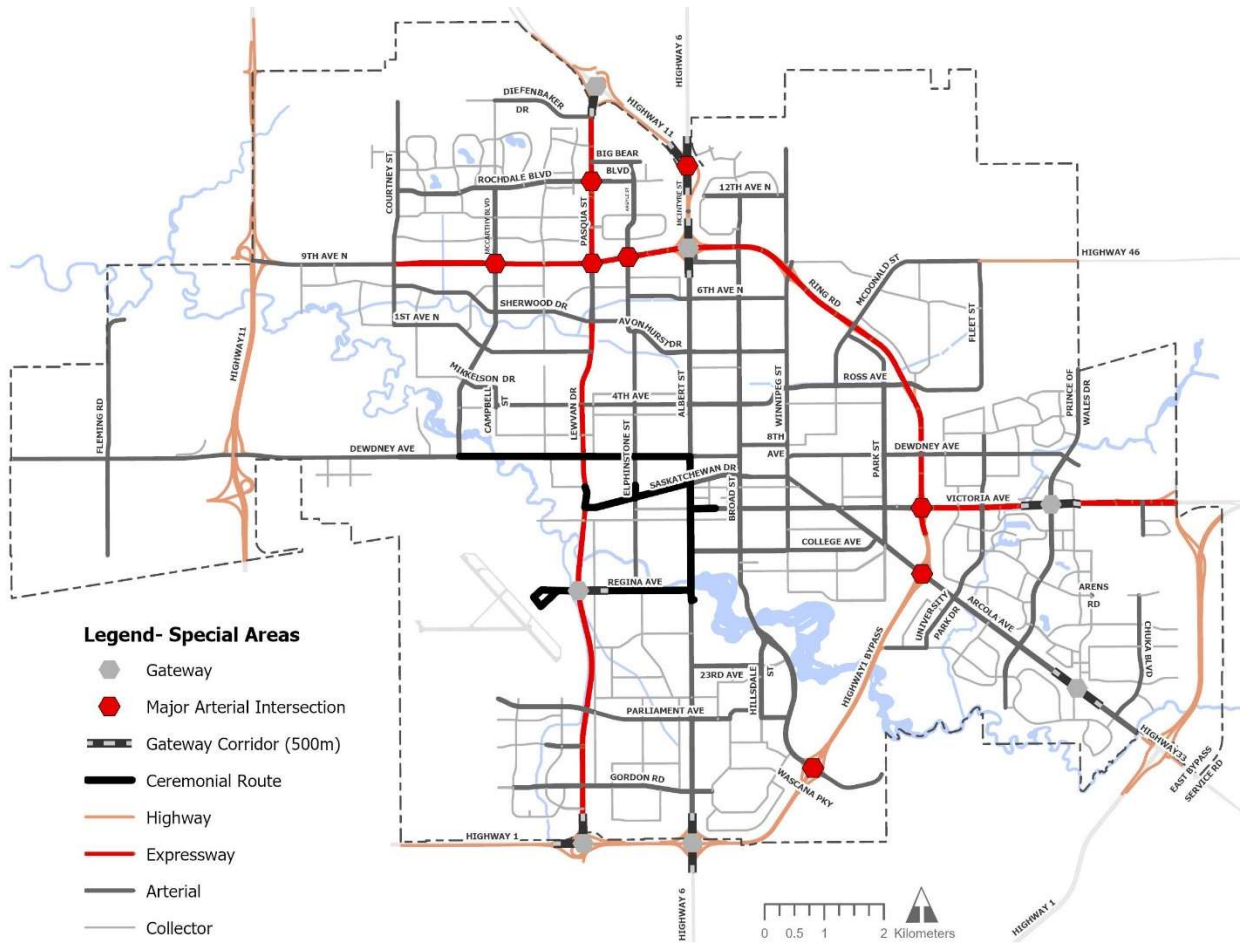 HIGHWAY 6
DIEFENBAKER
DR
HIGHWAY 11
BIG BEAR
BLVD
ROCHDALE BLVD
COURTNEY ST
MCCARTHY BLVD
PASQUA ST
ARGYLE ST
MCINTYRE ST
12TH AVE N
9TH AVE N
HIGHWAY 46
RING RD
MCDONALD ST
SHERWOOD DR
6TH AVE N
FLEET ST
1ST AVE N
AVONHURST DR
HIGHWAY11
MIKKELSON DR
CAMPBELL
ST
LEWVAN DR
4TH AVE
ALBERT ST
WINNIPEG ST
ROSS AVE
PRINCE OF
WALES DR
FLEMING RD
DEWDNEY AVE
ELPHINSTONE ST
8TH
AVE
PARK ST
DEWDNEY AVE
SASKATCHEWAN DR
BROAD ST
VICTORIA AVE
COLLEGE AVE
REGINA AVE
UNIVERSITY
PARK DR
ARCOLA AVE
ARENS
RD
CHUKA BLVD
HIGHWAY1 BYPASS
23RD AVE
HILLSDALE
ST
PARLIAMENT AVE
GORDON RD
WASCANA PKY
HIGHWAY33
EAST BYPASS
SERVICE RD
HIGHWAY 1
HIGHWAY 6
HIGHWAY 1
Legend- Special Areas
Gateway
Major Arterial Intersection
Gateway Corridor (500m)
Ceremonial Route
Highway
Expressway
Arterial
Collector
0 0.5 1 2 Kilometers